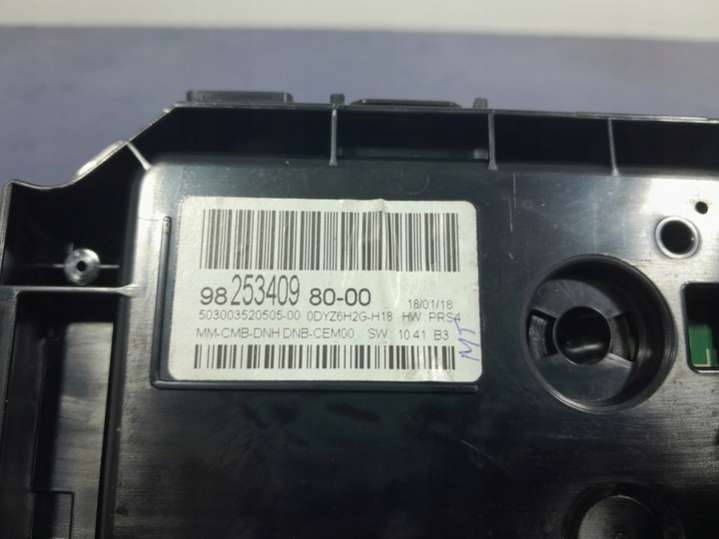 98 253409 80-00 18/01/18
503003520505-00 0DYZ6H2G-H18 HW PRS4
MM-CMB-DNH DNB-CEM00 SW 10 41 B3
MT